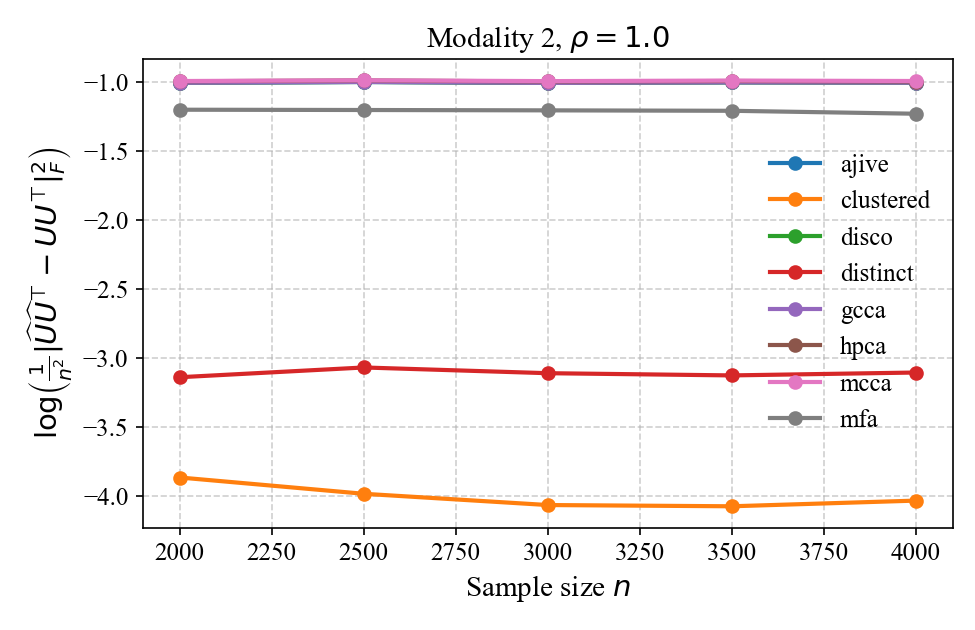 Modality 2, ρ = 1.0
log(1/n² |ÛÛ⊤ − UU⊤|²_F)
−1.0
−1.5
−2.0
−2.5
−3.0
−3.5
−4.0
ajive
clustered
disco
distinct
gcca
hpca
mcca
mfa
2000 2250 2500 2750 3000 3250 3500 3750 4000
Sample size n